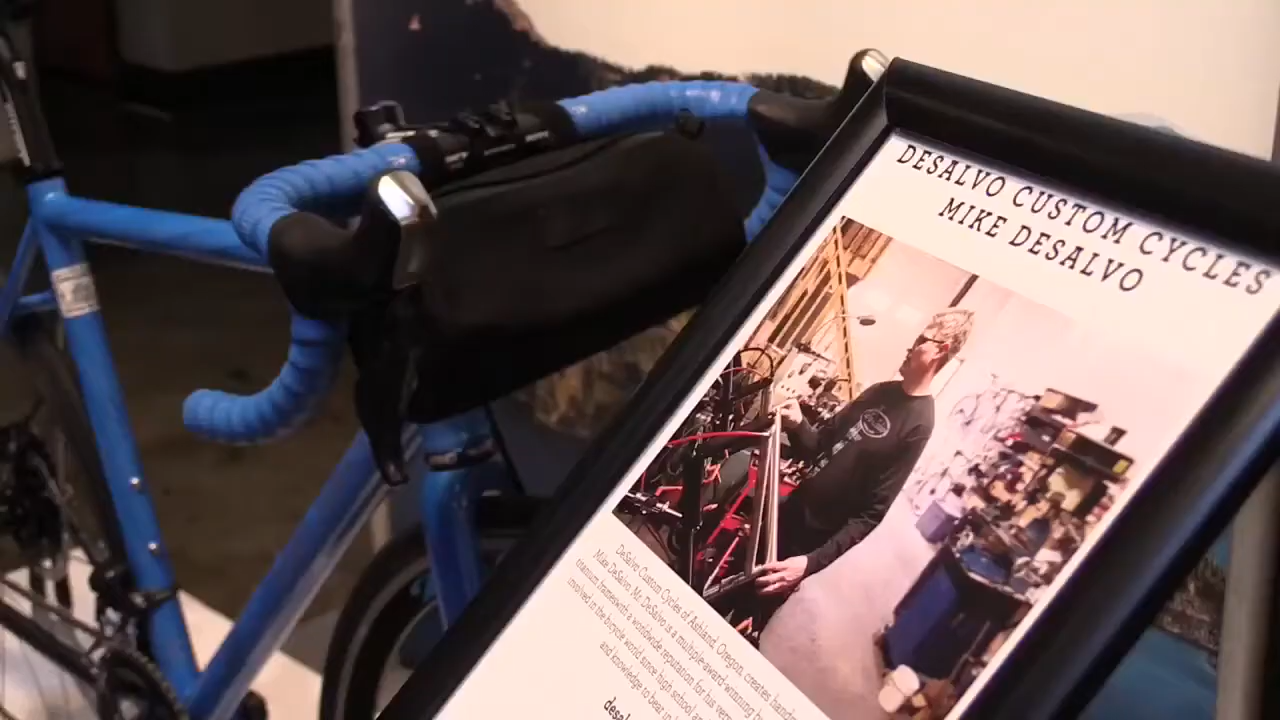 DESALVO CUSTOM CYCLES
MIKE DESALVO
DeSalvo Custom Cycles of Ashland, Oregon, creates
Mike DeSalvo. Mr. DeSalvo is a multiple-award-winning
titanium frames with a worldwide reputation for his
involved in the bicycle world since high school
and knowledge to bear in